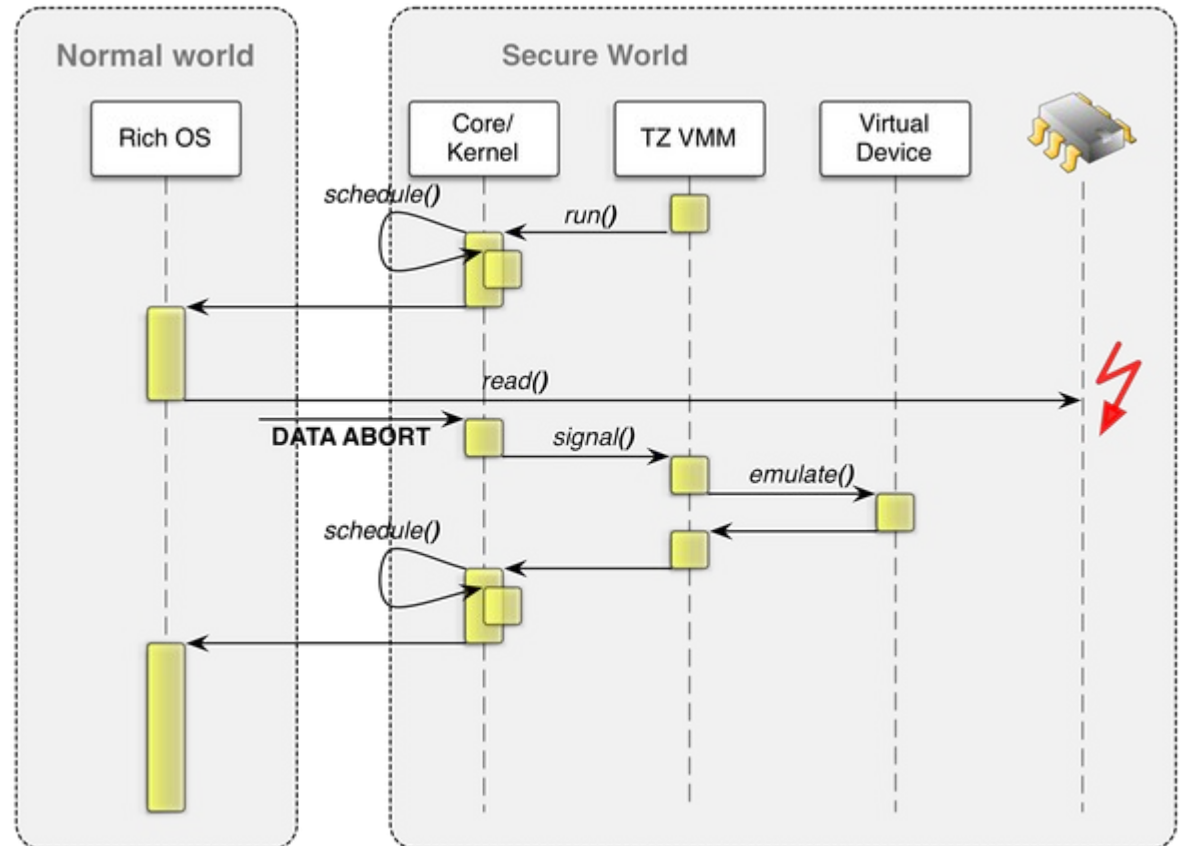 Normal world
Secure World
Rich OS
Core/
Kernel
TZ VMM
Virtual
Device
schedule()
run()
read()
DATA ABORT
signal()
emulate()
schedule()